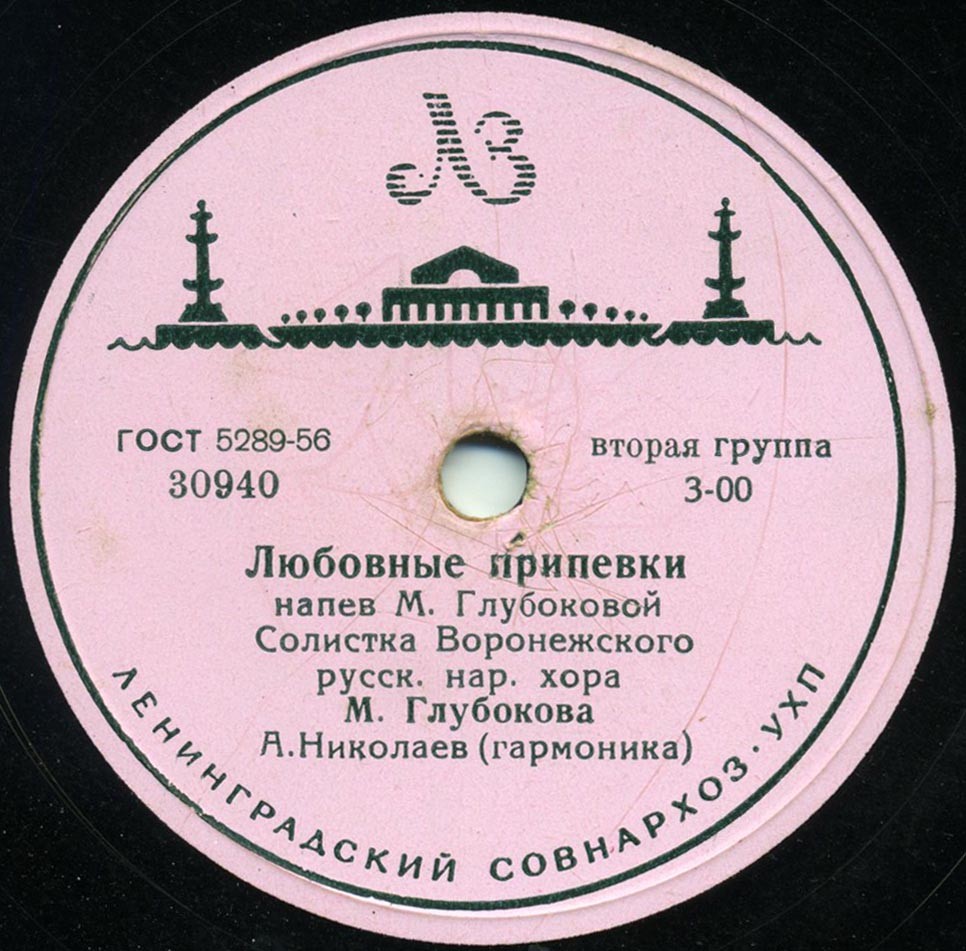 ЛЗ
ГОСТ 5289-56
30940
вторая группа
3-00
Любовные припевки
напев М. Глубоковой
Солистка Воронежского
русск. нар. хора
М. Глубокова
А. Николаев (гармоника)
ЛЕНИНГРАДСКИЙ СОВНАРХОЗ · УХП